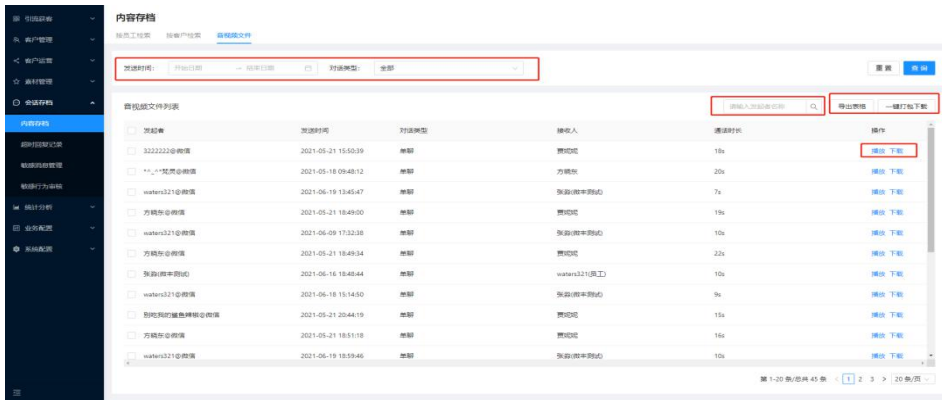 引流获客
客户管理
客户运营
素材管理
会话存档
内容存档
超时回复记录
敏感词管理
敏感行为审核
统计分析
业务配置
系统配置
内容存档
按员工检索 按客户检索 音视频文件
发送时间： 开始日期 ~ 结束日期 对话类型： 全部 重置 查询
音视频文件列表 请输入发起者名称 导出表格 一键打包下载
发起者 发送时间 对话类型 接收人 通话时长 操作
3222222@微信 2021-05-21 15:50:39 单聊 贾妮妮 18s 播放 下载
^^_^^梵灵@微信 2021-05-18 09:48:12 单聊 方晓东 20s 播放 下载
waters321@微信 2021-06-19 13:45:47 单聊 张淼(微丰测试) 7s 播放 下载
方晓东@微信 2021-05-21 18:49:00 单聊 贾妮妮 19s 播放 下载
waters321@微信 2021-06-09 17:32:38 单聊 张淼(微丰测试) 10s 播放 下载
方晓东@微信 2021-05-21 18:49:34 单聊 贾妮妮 22s 播放 下载
张淼(微丰测试) 2021-06-16 18:48:44 单聊 waters321(员工) 10s 播放 下载
waters321@微信 2021-06-18 15:14:50 单聊 张淼(微丰测试) 9s 播放 下载
别吃我的鱼辣椒@微信 2021-05-21 20:44:19 单聊 贾妮妮 15s 播放 下载
方晓东@微信 2021-05-21 18:51:18 单聊 贾妮妮 16s 播放 下载
waters321@微信 2021-06-19 18:59:46 单聊 张淼(微丰测试) 10s 播放 下载
第 1-20 条/总共 45 条 < 1 2 3 > 20 条/页